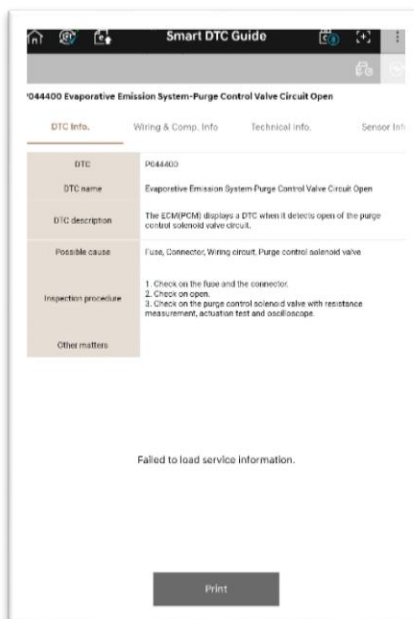 Smart DTC Guide
'044400 Evaporative Emission System-Purge Control Valve Circuit Open
DTC Info.
Wiring & Comp. Info
Technical Info.
Sensor Inf
DTC
P044400
DTC name
Evaporative Emission System-Purge Control Valve Circuit Open
DTC description
The ECM(PCM) displays a DTC when it detects open of the purge
control solenoid valve circuit.
Possible cause
Fuse, Connector, Wiring circuit, Purge control solenoid valve
Inspection procedure
1. Check on the fuse and the connector.
2. Check on open.
3. Check on the purge control solenoid valve with resistance
measurement, actuation test and oscilloscope.
Other matters
Failed to load service information.
Print